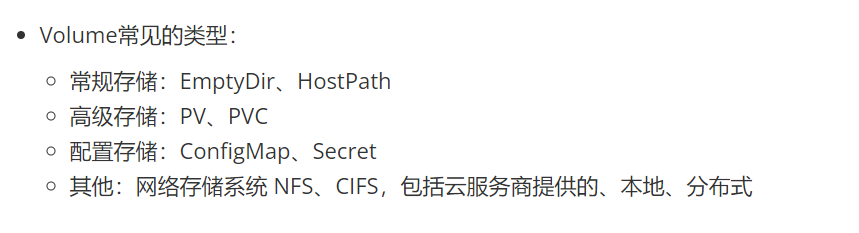 Volume常见的类型：
常规存储：EmptyDir、HostPath
高级存储：PV、PVC
配置存储：ConfigMap、Secret
其他：网络存储系统 NFS、CIFS，包括云服务商提供的、本地、分布式